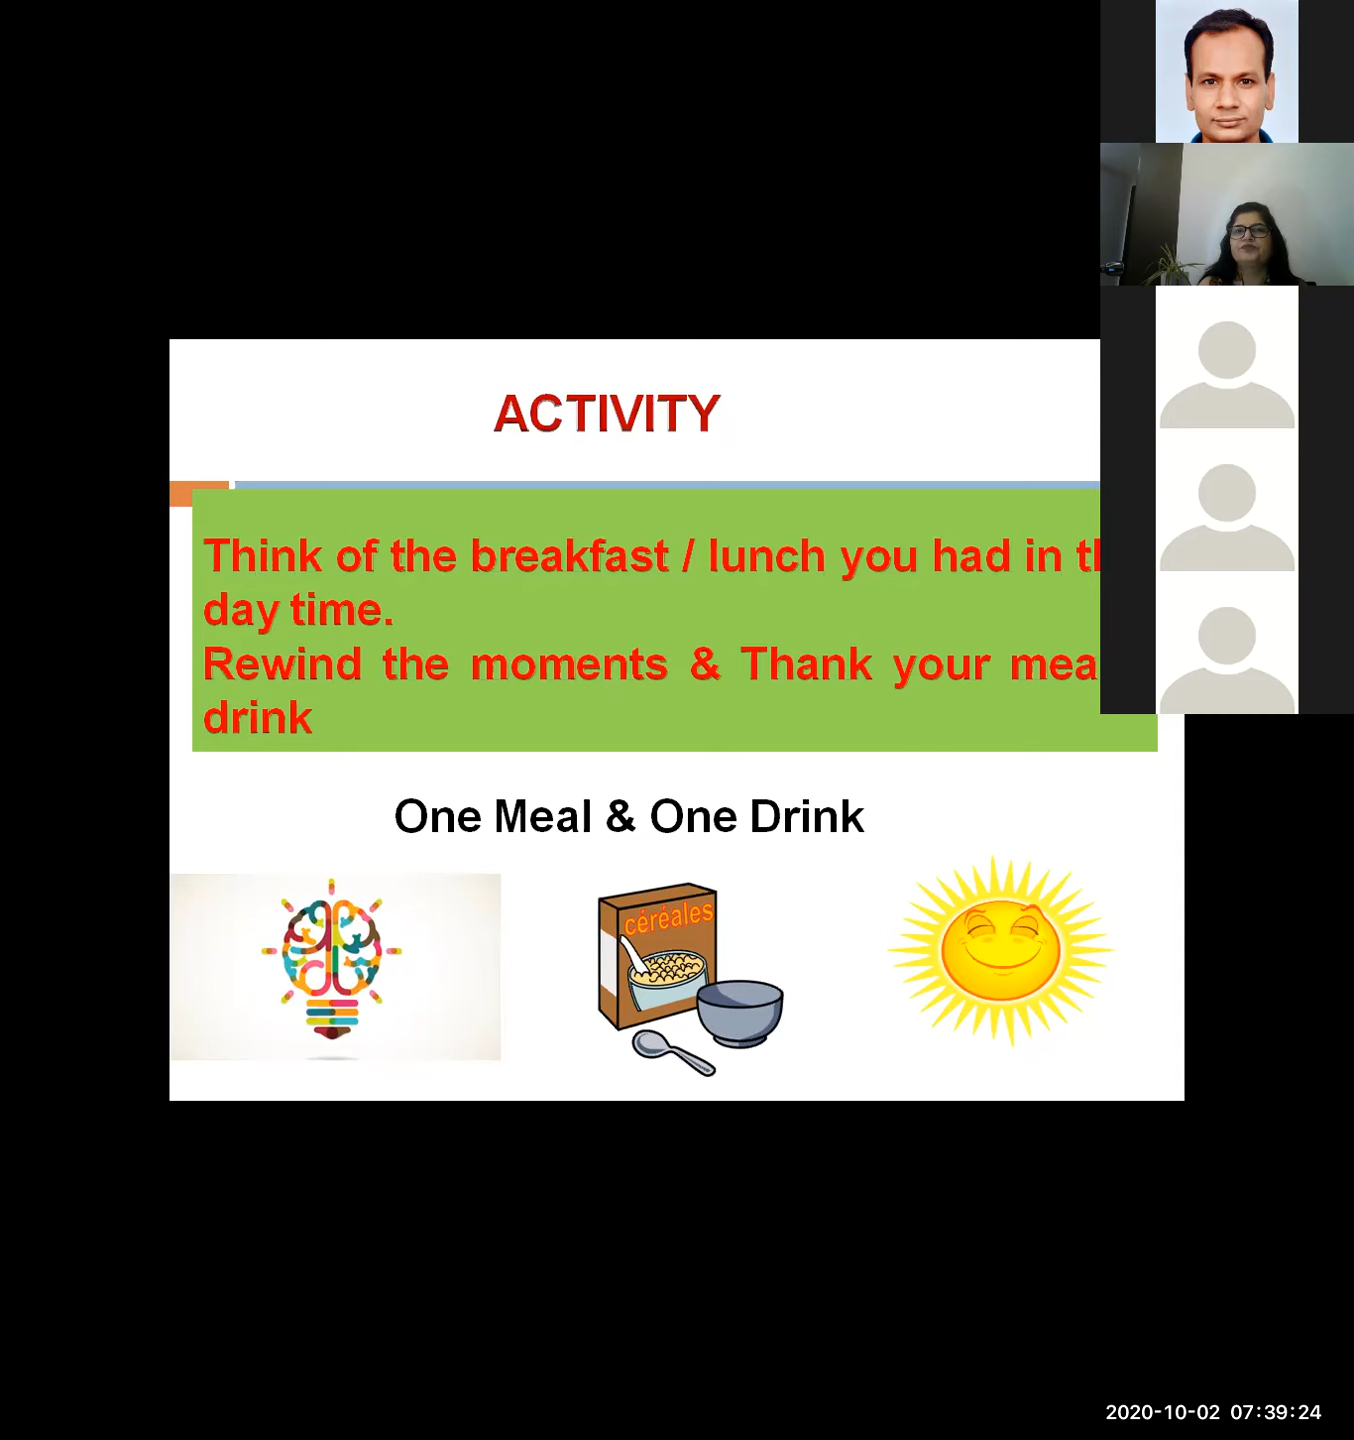 ACTIVITY
Think of the breakfast / lunch you had in
day time.
Rewind the moments & Thank your
drink
One Meal & One Drink
céréales
2020-10-02 07:39:24